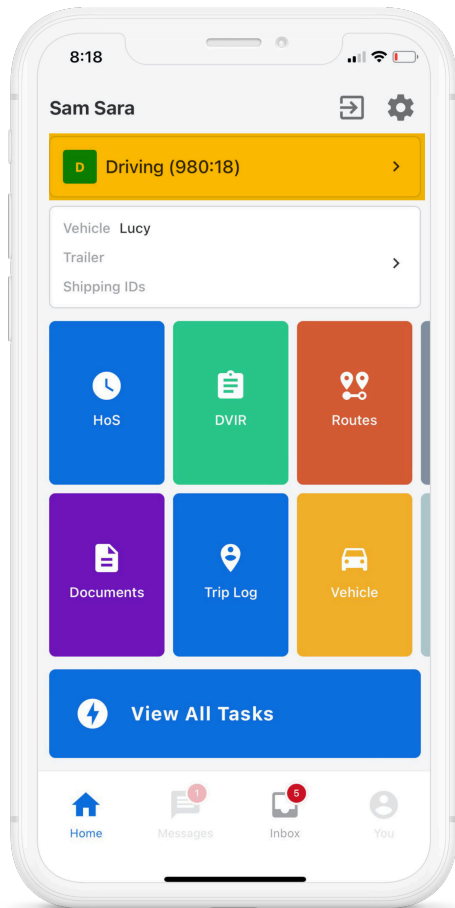 8:18
Sam Sara
D Driving (980:18)
Vehicle Lucy
Trailer
Shipping IDs
HoS DVIR Routes
Documents Trip Log Vehicle
View All Tasks
1 5
Home Messages Inbox You